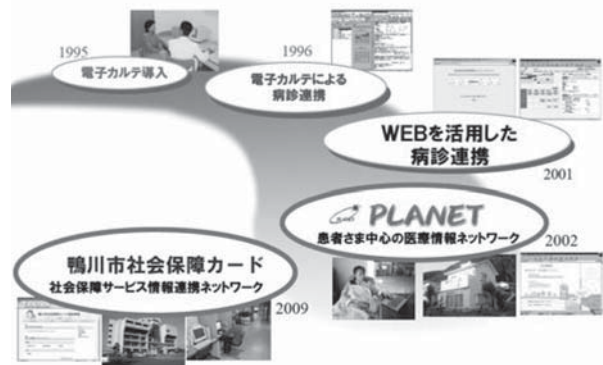 1995
電子カルテ導入
1996
電子カルテによる
病診連携
WEBを活用した
病診連携
2001
PLANET
患者さま中心の医療情報ネットワーク
2002
鴨川市社会保障カード
社会保障サービス情報連携ネットワーク
2009